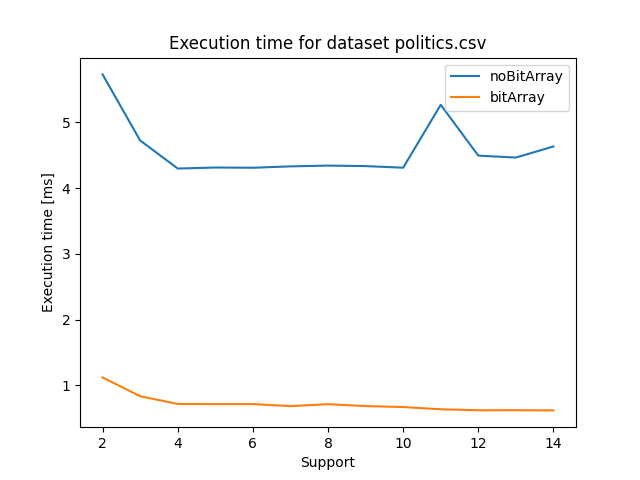 Execution time for dataset politics.csv
noBitArray
bitArray
Execution time [ms]
5
4
3
2
1
2 4 6 8 10 12 14
Support